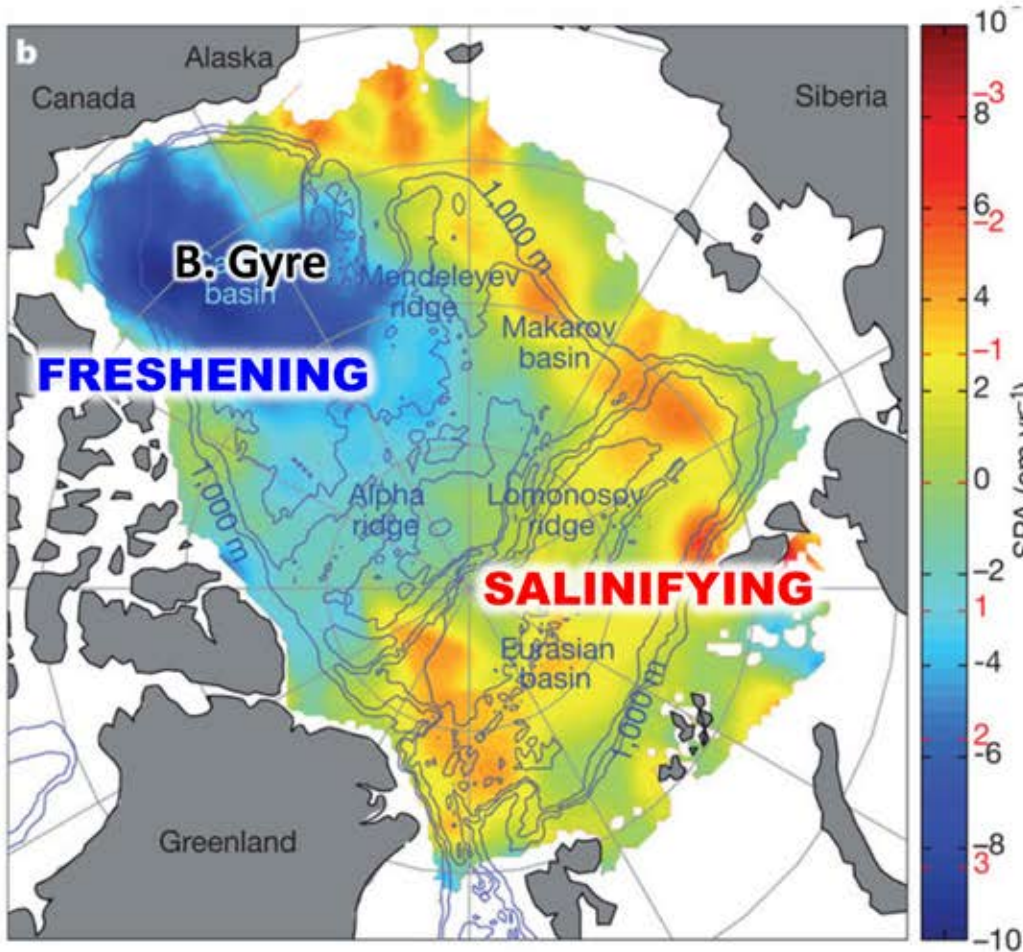 b
Alaska
Canada
Siberia
1,000 m
B. Gyre
basin
Mendeleyev
ridge
Makarov
basin
FRESHENING
1,000 m
Alpha
ridge
Lomonosov
ridge
SALINIFYING
Eurasian
basin
1,000 m
Greenland
10
–3
8
6
–2
4
–1
2
0
–2
1
–4
2
–6
–8
3
–10